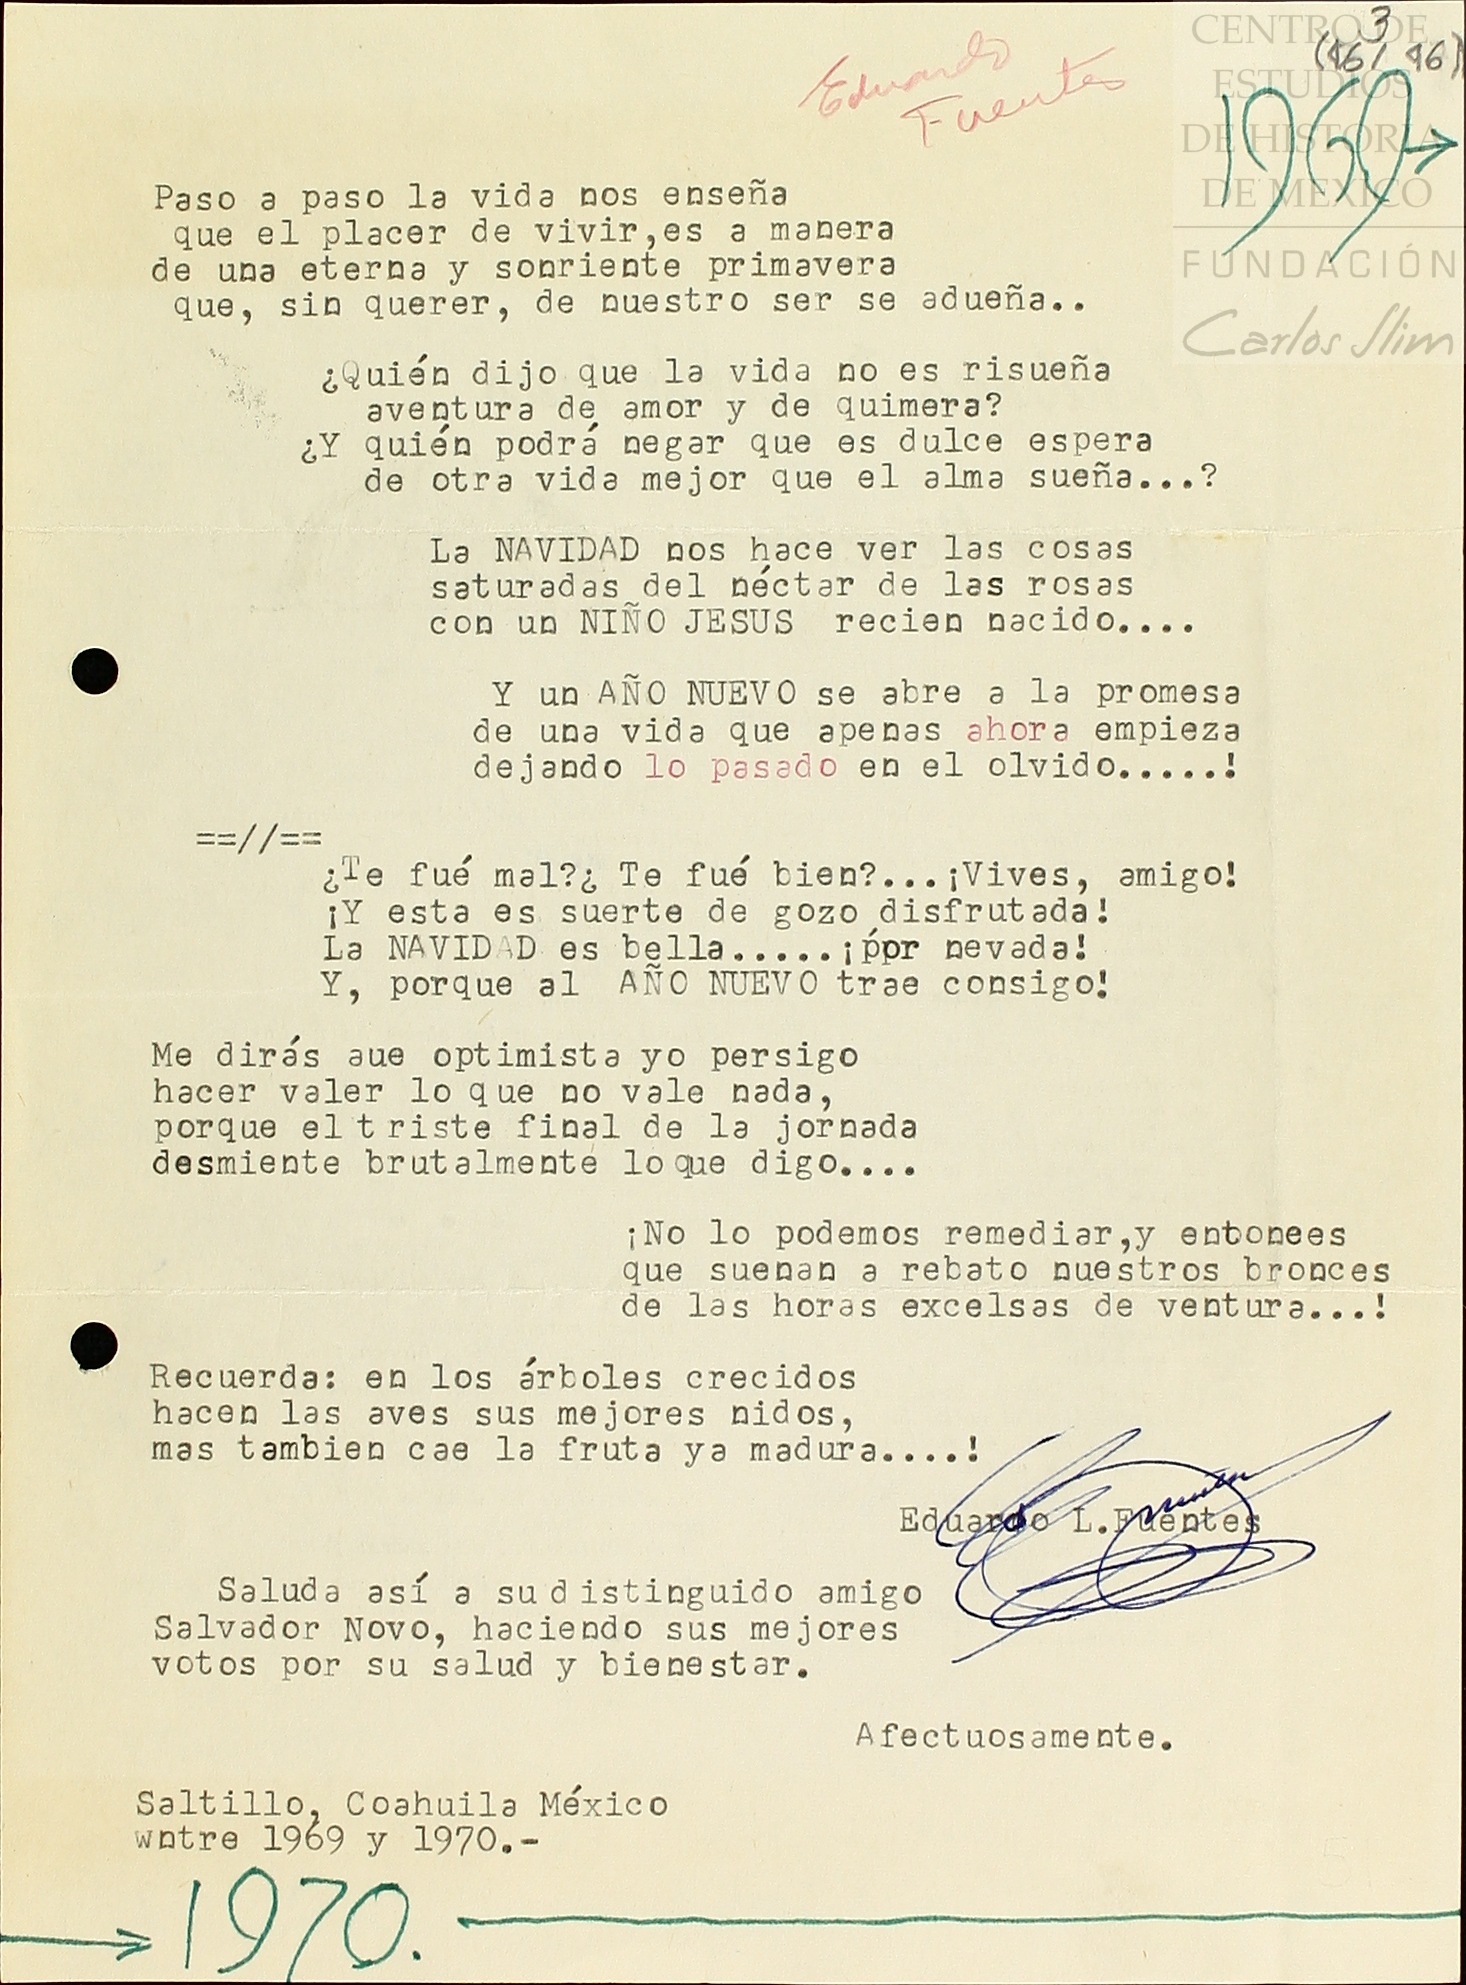 3
(46/46)
Eduardo
Fuentes
1969→
CENTRO DE
ESTUDIOS
DE HISTORIA
DE MÉXICO
FUNDACIÓN
Carlos Slim
Paso a paso la vida nos enseña
que el placer de vivir,es a manera
de una eterna y sonriente primavera
que, sin querer, de nuestro ser se adueña..
¿Quién dijo que la vida no es risueña
aventura de amor y de quimera?
¿Y quién podrá negar que es dulce espera
de otra vida mejor que el alma sueña...?
La NAVIDAD nos hace ver las cosas
saturadas del néctar de las rosas
con un NIÑO JESUS recien nacido....
Y un AÑO NUEVO se abre a la promesa
de una vida que apenas ahora empieza
dejando lo pasado en el olvido.....!
==//==
¿Te fué mal?¿ Te fué bien?...¡Vives, amigo!
¡Y esta es suerte de gozo disfrutada!
La NAVIDAD es bella.....¡ppr nevada!
Y, porque al AÑO NUEVO trae consigo!
Me dirás aue optimista yo persigo
hacer valer lo que no vale nada,
porque el triste final de la jornada
desmiente brutalmente lo que digo....
¡No lo podemos remediar,y entonees
que suenan a rebato nuestros bronces
de las horas excelsas de ventura...!
Recuerda: en los árboles crecidos
hacen las aves sus mejores nidos,
mas tambien cae la fruta ya madura....!
Eduardo L.Fuentes
Saluda así a su distinguido amigo
Salvador Novo, haciendo sus mejores
votos por su salud y bienestar.
Afectuosamente.
Saltillo, Coahuila México
wntre 1969 y 1970.-
→ 1970.